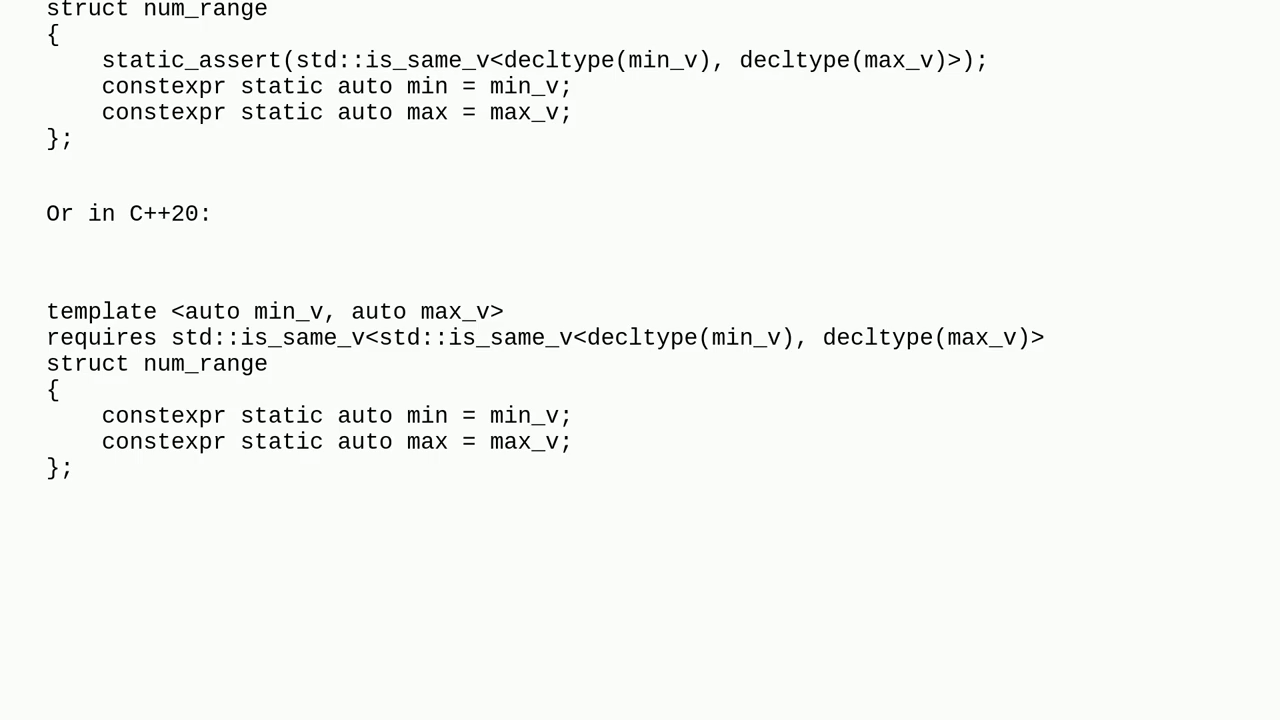 struct num_range
{
    static_assert(std::is_same_v<decltype(min_v), decltype(max_v)>);
    constexpr static auto min = min_v;
    constexpr static auto max = max_v;
};
Or in C++20:
template <auto min_v, auto max_v>
requires std::is_same_v<std::is_same_v<decltype(min_v), decltype(max_v)>
struct num_range
{
    constexpr static auto min = min_v;
    constexpr static auto max = max_v;
};